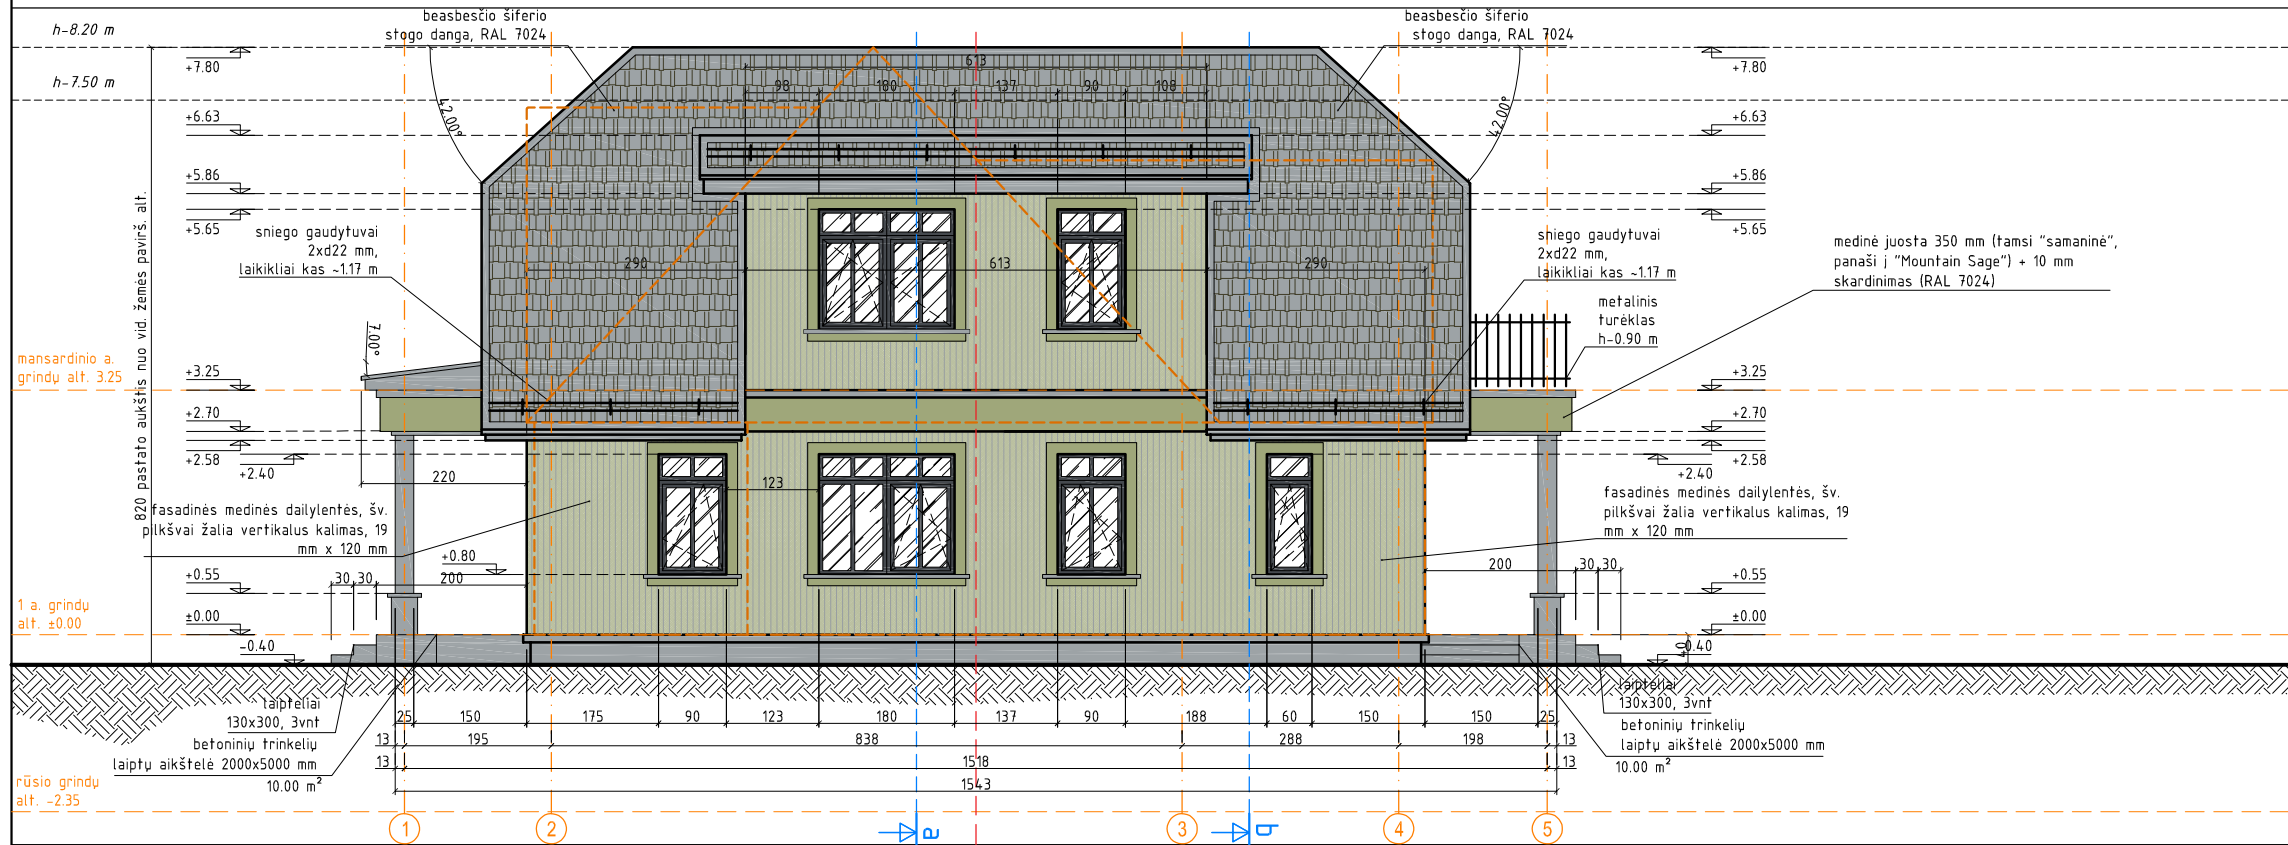 h-8.20 m
h-7.50 m
beasbesčio šiferio
stogo danga, RAL 7024
beasbesčio šiferio
stogo danga, RAL 7024
+7.80
+6.63
+5.86
+5.65
+3.25
+2.70
+2.58
+2.40
+0.80
+0.55
±0.00
-0.40
+7.80
+6.63
+5.86
+5.65
+3.25
+2.70
+2.58
+2.40
+0.55
±0.00
-0.40
40
820 pastato aukštis nuo vid. žemės pavirš. alt.
42.00°
42.00°
7.00°
613
98
180
137
90
108
290
613
290
sniego gaudytuvai
2xd22 mm,
laikikliai kas ~1.17 m
sniego gaudytuvai
2xd22 mm,
laikikliai kas ~1.17 m
metalinis
turėklas
h-0.90 m
medinė juosta 350 mm (tamsi "samaninė",
panaši į "Mountain Sage") + 10 mm
skardinimas (RAL 7024)
mansardinio a.
grindų alt. 3.25
220
123
fasadinės medinės dailylentės, šv.
pilkšvai žalia vertikalus kalimas, 19
mm x 120 mm
fasadinės medinės dailylentės, šv.
pilkšvai žalia vertikalus kalimas, 19
mm x 120 mm
30
30
200
200
30
30
1 a. grindų
alt. ±0.00
laipteliai
130x300, 3vnt
betoninių trinkelių
laiptų aikštelė 2000x5000 mm
10.00 m²
laipteliai
130x300, 3vnt
betoninių trinkelių
laiptų aikštelė 2000x5000 mm
10.00 m²
25
150
175
90
123
180
137
90
188
60
150
150
25
13
195
838
288
198
13
13
1518
13
1543
rūsio grindų
alt. -2.35
1
2
a
3
b
4
5